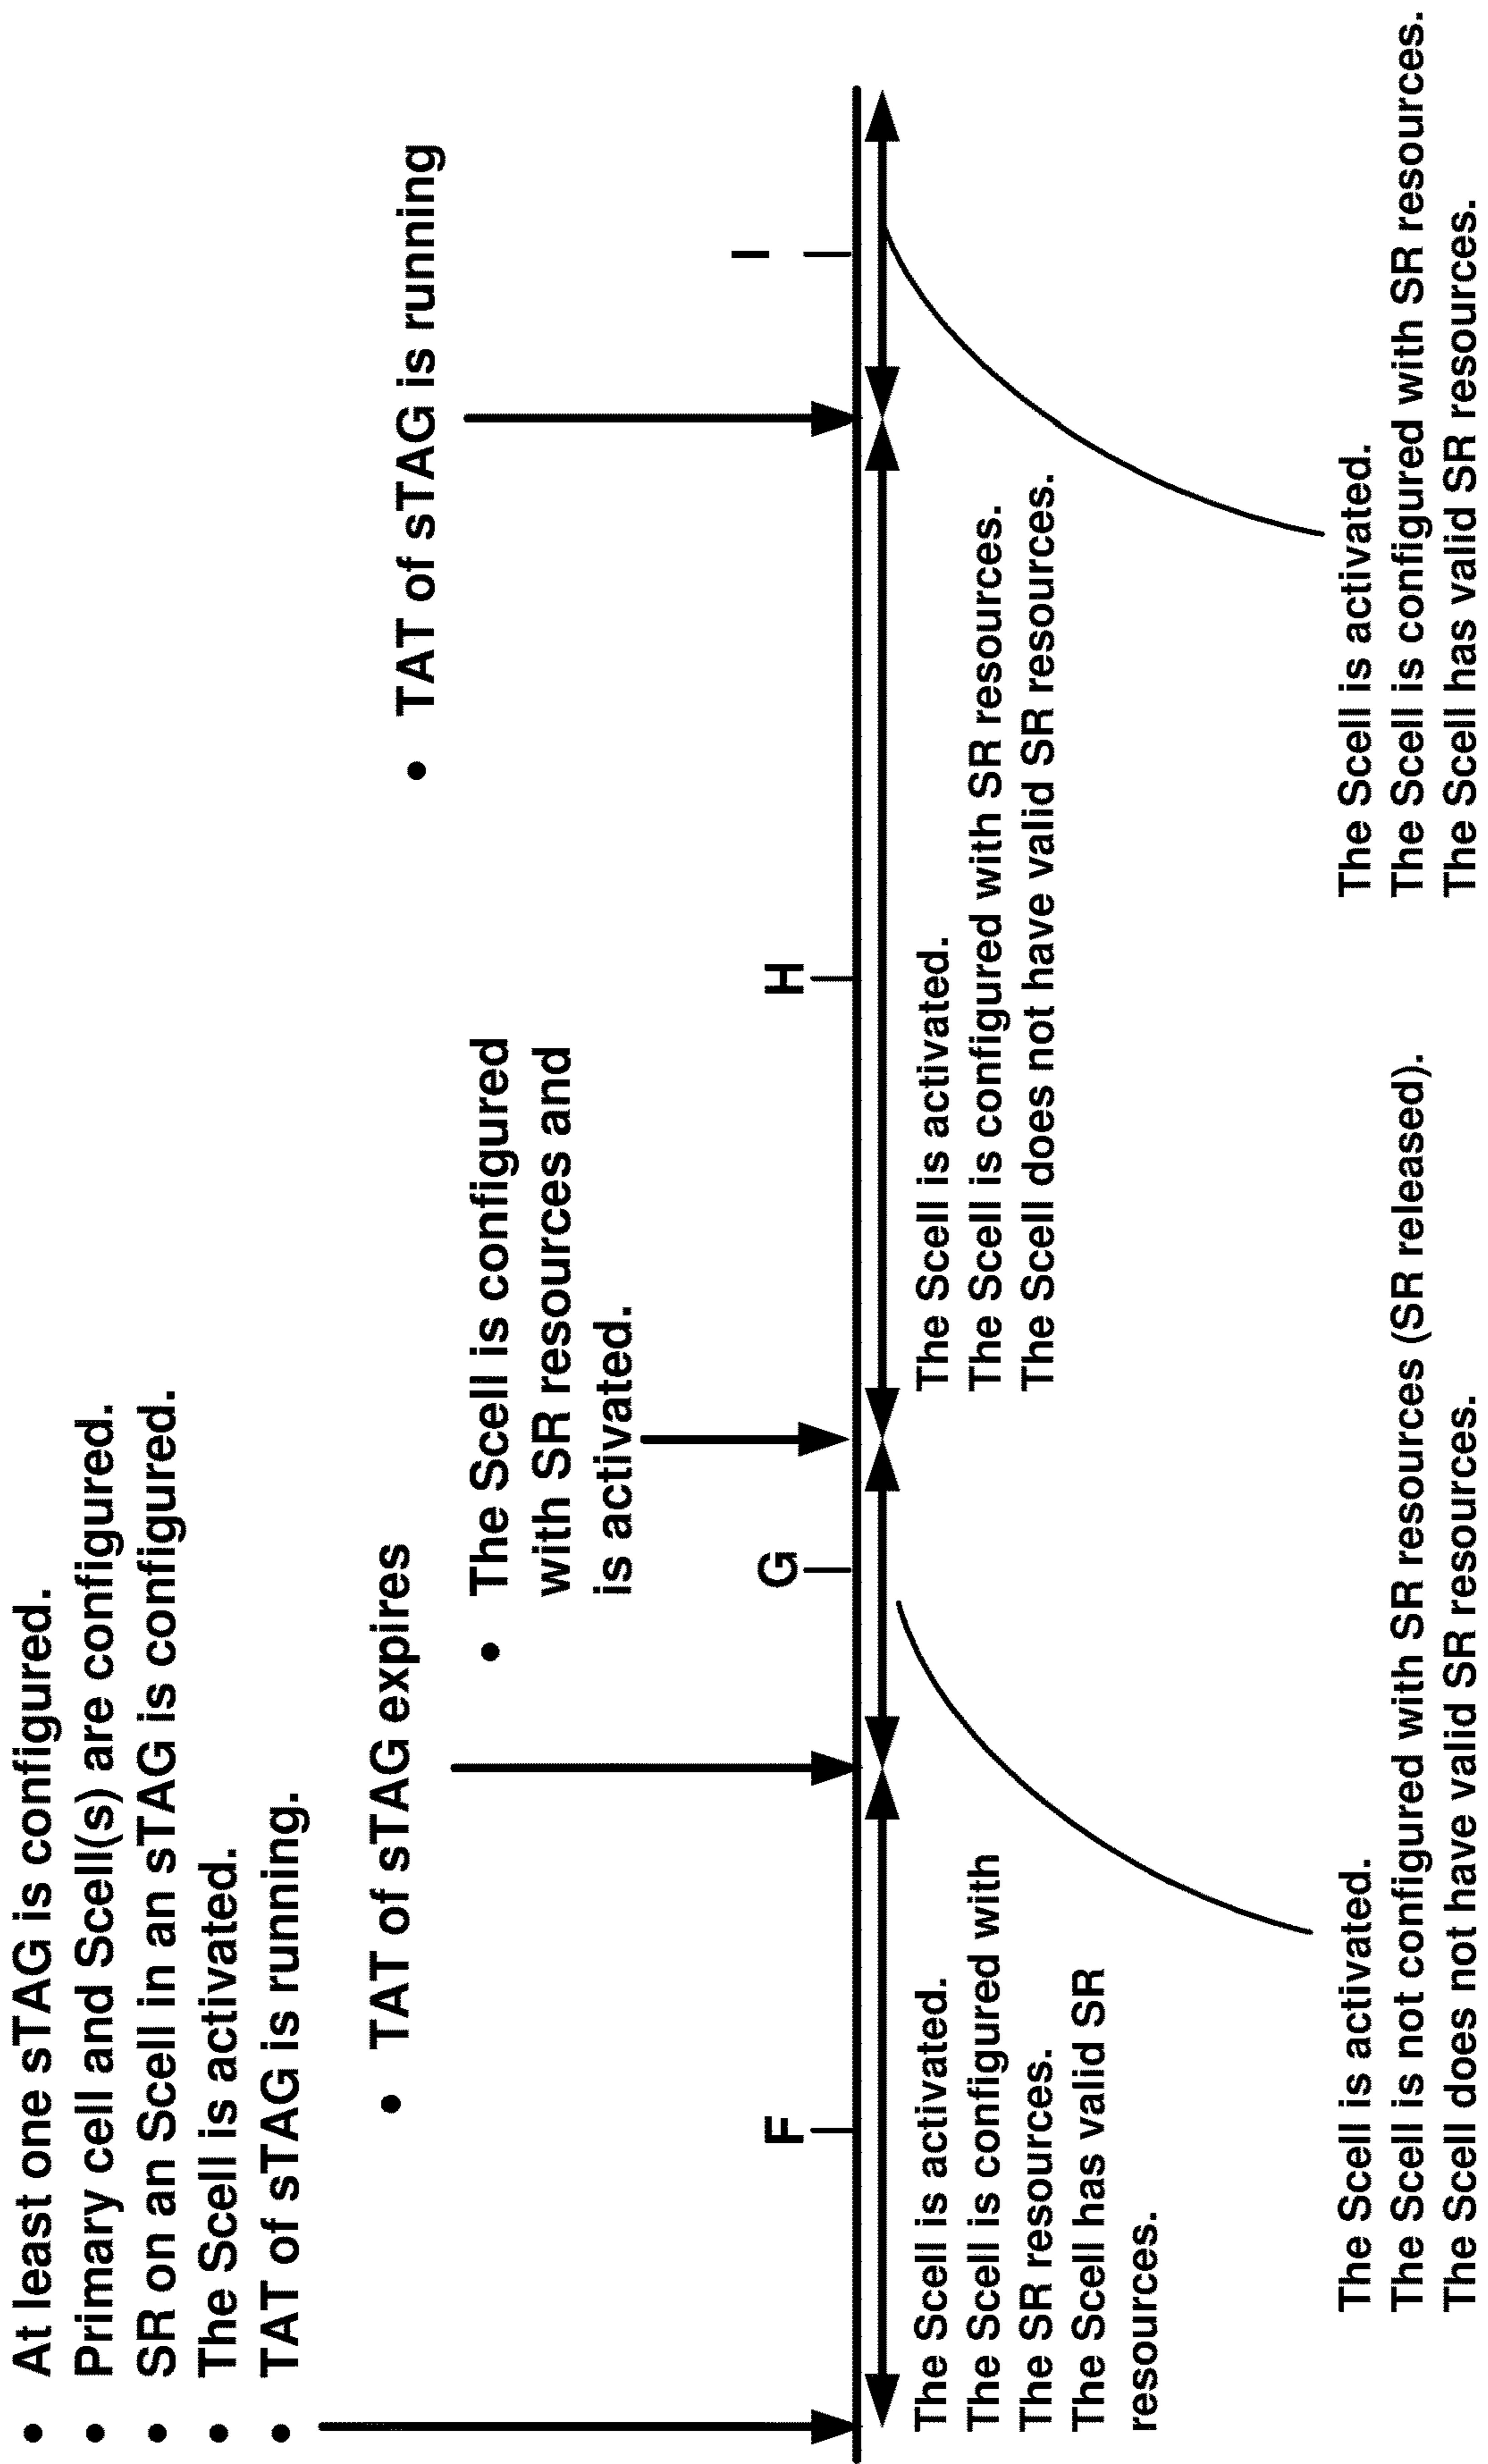 • At least one sTAG is configured.
• Primary cell and Scell(s) are configured.
• SR on an Scell in an sTAG is configured.
• The Scell is activated.
• TAT of sTAG is running.
• TAT of sTAG expires
• The Scell is configured
with SR resources and
is activated.
• TAT of sTAG is running
F
G
H
I
The Scell is activated.
The Scell is configured with
The SR resources.
The Scell has valid SR
resources.
The Scell is activated.
The Scell is configured with SR resources.
The Scell does not have valid SR resources.
The Scell is activated.
The Scell is not configured with SR resources (SR released).
The Scell does not have valid SR resources.
The Scell is activated.
The Scell is configured with SR resources.
The Scell has valid SR resources.